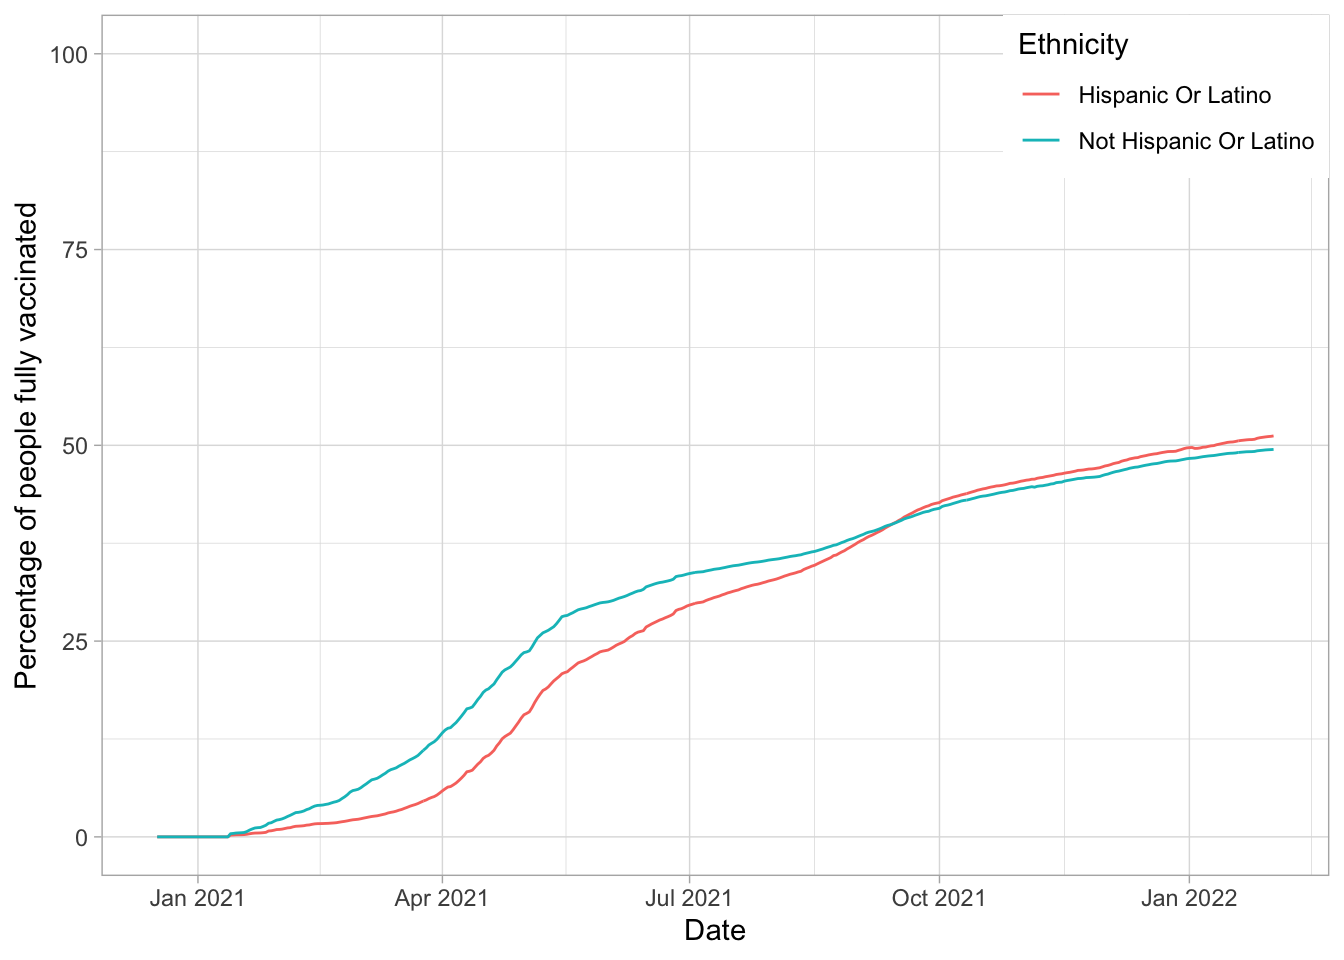 Ethnicity
Hispanic Or Latino
Not Hispanic Or Latino
Percentage of people fully vaccinated
100
75
50
25
0
Jan 2021
Apr 2021
Jul 2021
Oct 2021
Jan 2022
Date